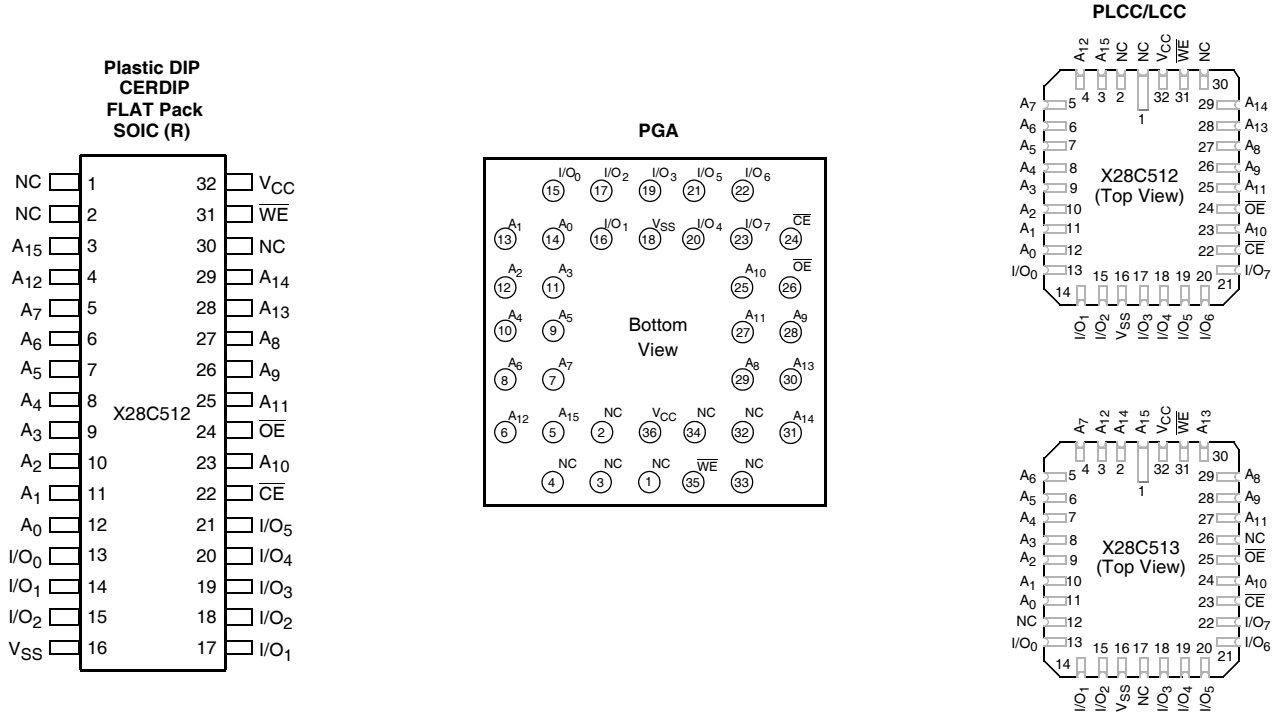 Plastic DIP
CERDIP
FLAT Pack
SOIC (R)
NC 1 32 VCC
NC 2 31 WE
A15 3 30 NC
A12 4 29 A14
A7 5 28 A13
A6 6 27 A8
A5 7 26 A9
A4 8 25 A11
X28C512
A3 9 24 OE
A2 10 23 A10
A1 11 22 CE
A0 12 21 I/O5
I/O0 13 20 I/O4
I/O1 14 19 I/O3
I/O2 15 18 I/O2
VSS 16 17 I/O1
PGA
I/O0 I/O2 I/O3 I/O5 I/O6
15 17 19 21 22
A1 A0 I/O1 VSS I/O4 I/O7 CE
13 14 16 18 20 23 24
A2 A3 A10 OE
12 11 25 26
A4 A5 A11 A9
10 9 27 28
Bottom
View
A6 A7 A8 A13
8 7 29 30
A12 A15 NC VCC NC NC A14
6 5 2 36 34 32 31
NC NC NC WE NC
4 3 1 35 33
PLCC/LCC
A12 A15 NC NC VCC WE NC
4 3 2 1 32 31 30
A7 5 29 A14
A6 6 28 A13
A5 7 27 A8
A4 8 26 A9
A3 9 25 A11
X28C512
(Top View)
A2 10 24 OE
A1 11 23 A10
A0 12 22 CE
I/O0 13 21 I/O7
14 15 16 17 18 19 20
I/O1 I/O2 VSS I/O3 I/O4 I/O5 I/O6
A7 A12 A14 A15 VCC WE A13
4 3 2 1 32 31 30
A6 5 29 A8
A5 6 28 A9
A4 7 27 A11
A3 8 26 NC
A2 9 25 OE
X28C513
(Top View)
A1 10 24 A10
A0 11 23 CE
NC 12 22 I/O7
I/O0 13 21 I/O6
14 15 16 17 18 19 20
I/O1 I/O2 VSS NC I/O3 I/O4 I/O5